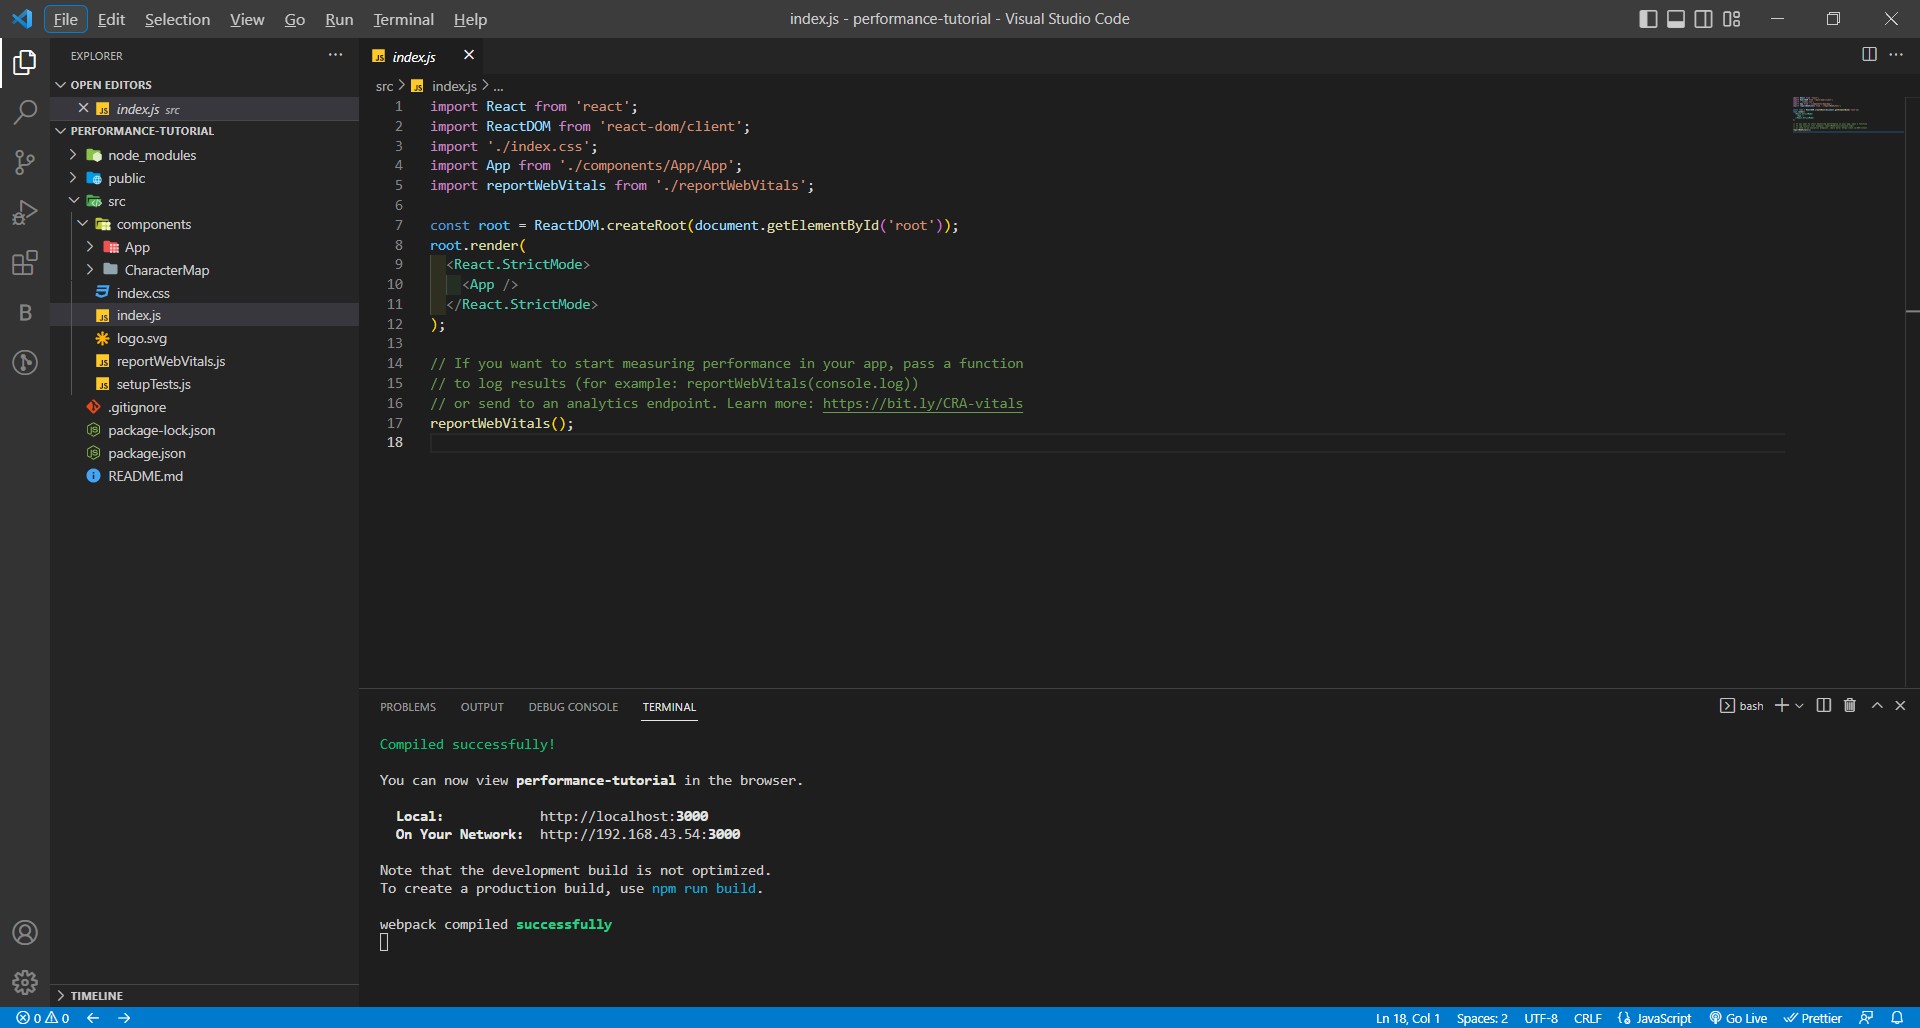 File Edit Selection View Go Run Terminal Help
index.js - performance-tutorial - Visual Studio Code
EXPLORER
OPEN EDITORS
index.js src
PERFORMANCE-TUTORIAL
node_modules
public
src
components
App
CharacterMap
index.css
index.js
logo.svg
reportWebVitals.js
setupTests.js
.gitignore
package-lock.json
package.json
README.md
TIMELINE
index.js
src > index.js > ...
1 import React from 'react';
2 import ReactDOM from 'react-dom/client';
3 import './index.css';
4 import App from './components/App/App';
5 import reportWebVitals from './reportWebVitals';
6
7 const root = ReactDOM.createRoot(document.getElementById('root'));
8 root.render(
9 <React.StrictMode>
10 <App />
11 </React.StrictMode>
12 );
13
14 // If you want to start measuring performance in your app, pass a function
15 // to log results (for example: reportWebVitals(console.log))
16 // or send to an analytics endpoint. Learn more: https://bit.ly/CRA-vitals
17 reportWebVitals();
18
PROBLEMS OUTPUT DEBUG CONSOLE TERMINAL
bash
Compiled successfully!
You can now view performance-tutorial in the browser.
Local: http://localhost:3000
On Your Network: http://192.168.43.54:3000
Note that the development build is not optimized.
To create a production build, use npm run build.
webpack compiled successfully
0 0
Ln 18, Col 1 Spaces: 2 UTF-8 CRLF {} JavaScript Go Live Prettier